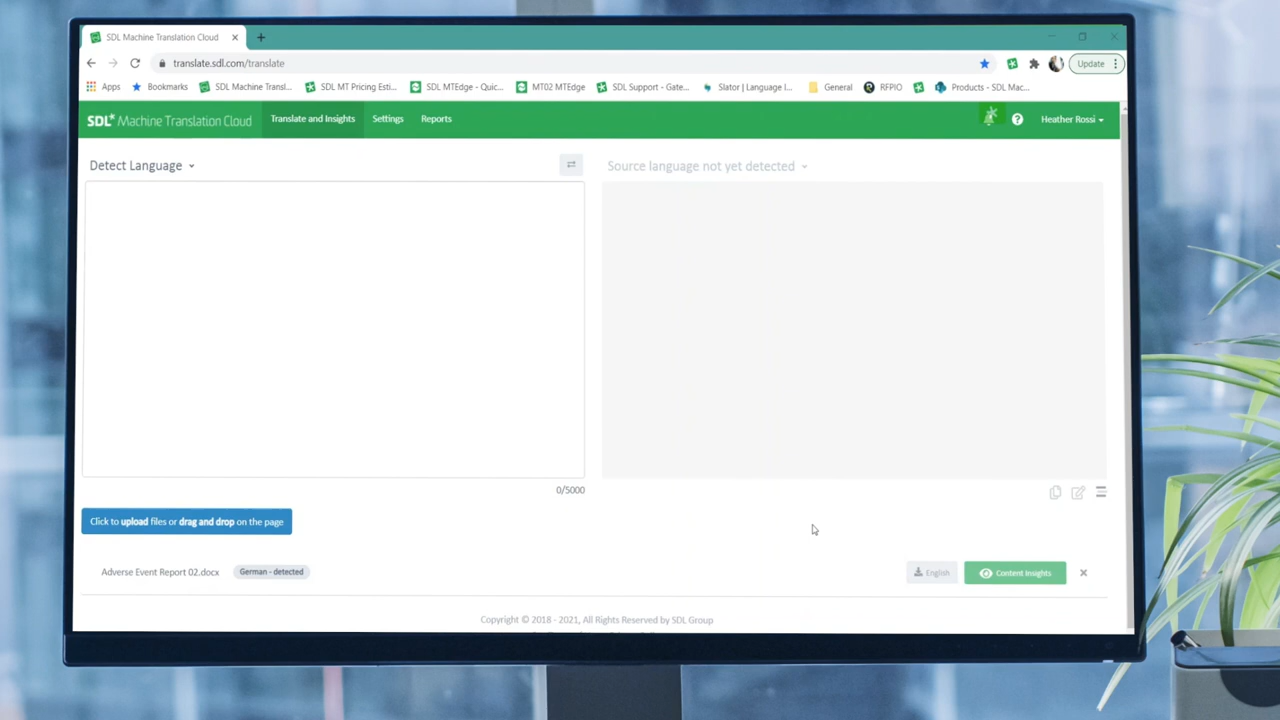 SDL Machine Translation Cloud
translate.sdl.com/translate
Update
Apps Bookmarks SDL Machine Transl... SDL MT Pricing Esti... SDL MTEdge - Quic... MT02 MTEdge SDL Support - Gate... Slator | Language I... General RFPIO Products - SDL Mac...
SDL* Machine Translation Cloud Translate and Insights Settings Reports Heather Rossi
Detect Language Source language not yet detected
0/5000
Click to upload files or drag and drop on the page
Adverse Event Report 02.docx German - detected English Content Insights
Copyright © 2018 - 2021, All Rights Reserved by SDL Group